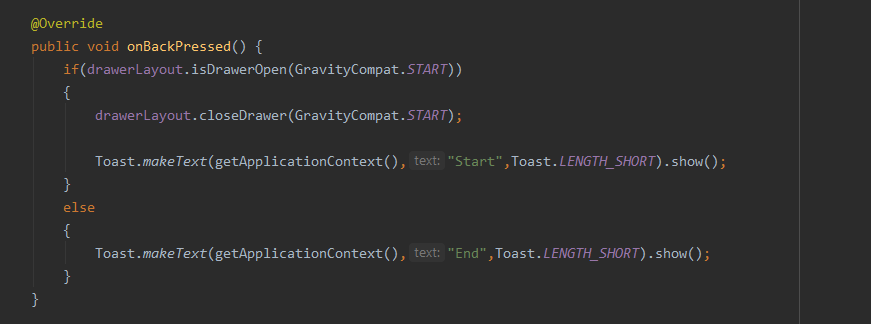 @Override
public void onBackPressed() {
if(drawerLayout.isDrawerOpen(GravityCompat.START))
{
drawerLayout.closeDrawer(GravityCompat.START);
Toast.makeText(getApplicationContext(), text: "Start",Toast.LENGTH_SHORT).show();
}
else
{
Toast.makeText(getApplicationContext(), text: "End",Toast.LENGTH_SHORT).show();
}
}